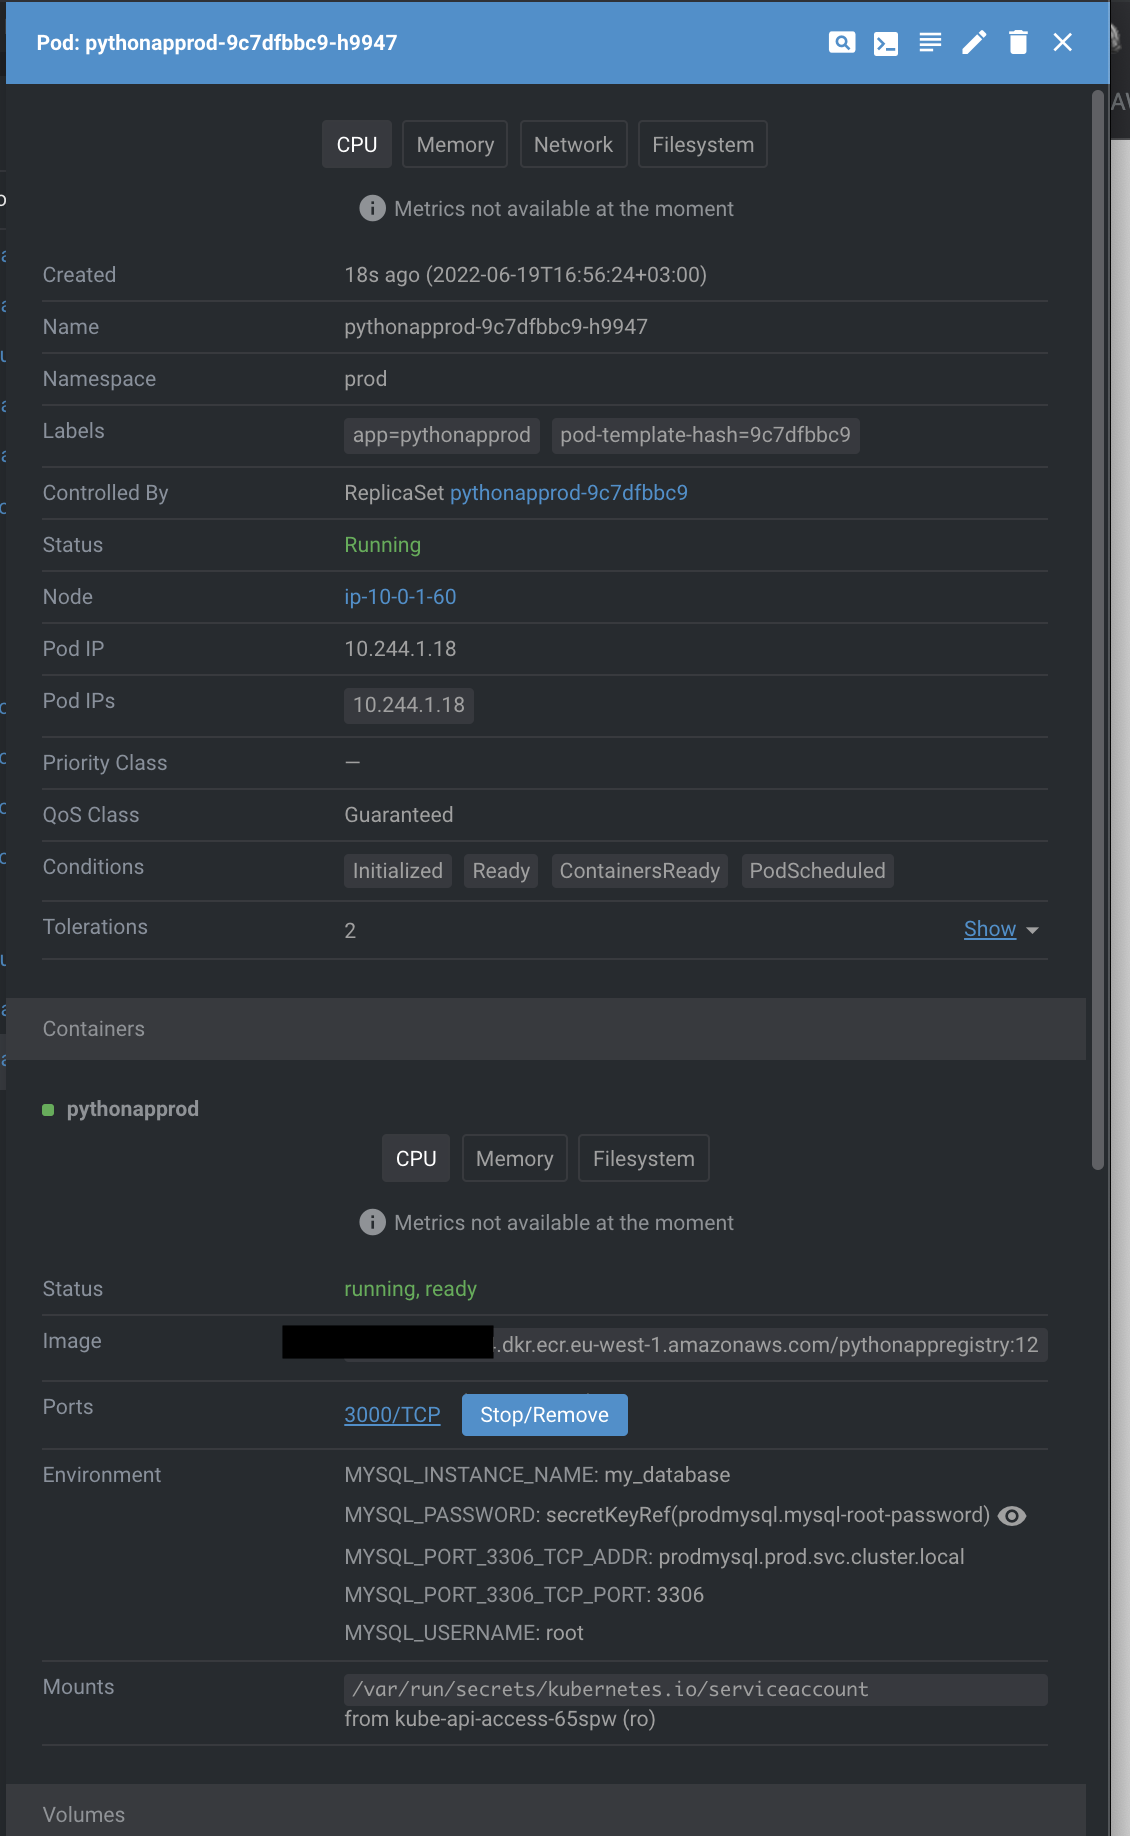 Pod: pythonapprod-9c7dfbbc9-h9947
CPU Memory Network Filesystem
Metrics not available at the moment
Created 18s ago (2022-06-19T16:56:24+03:00)
Name pythonapprod-9c7dfbbc9-h9947
Namespace prod
Labels app=pythonapprod pod-template-hash=9c7dfbbc9
Controlled By ReplicaSet pythonapprod-9c7dfbbc9
Status Running
Node ip-10-0-1-60
Pod IP 10.244.1.18
Pod IPs 10.244.1.18
Priority Class —
QoS Class Guaranteed
Conditions Initialized Ready ContainersReady PodScheduled
Tolerations 2 Show
Containers
pythonapprod
CPU Memory Filesystem
Metrics not available at the moment
Status running, ready
Image .dkr.ecr.eu-west-1.amazonaws.com/pythonappregistry:12
Ports 3000/TCP Stop/Remove
Environment MYSQL_INSTANCE_NAME: my_database
MYSQL_PASSWORD: secretKeyRef(prodmysql.mysql-root-password)
MYSQL_PORT_3306_TCP_ADDR: prodmysql.prod.svc.cluster.local
MYSQL_PORT_3306_TCP_PORT: 3306
MYSQL_USERNAME: root
Mounts /var/run/secrets/kubernetes.io/serviceaccount
from kube-api-access-65spw (ro)
Volumes